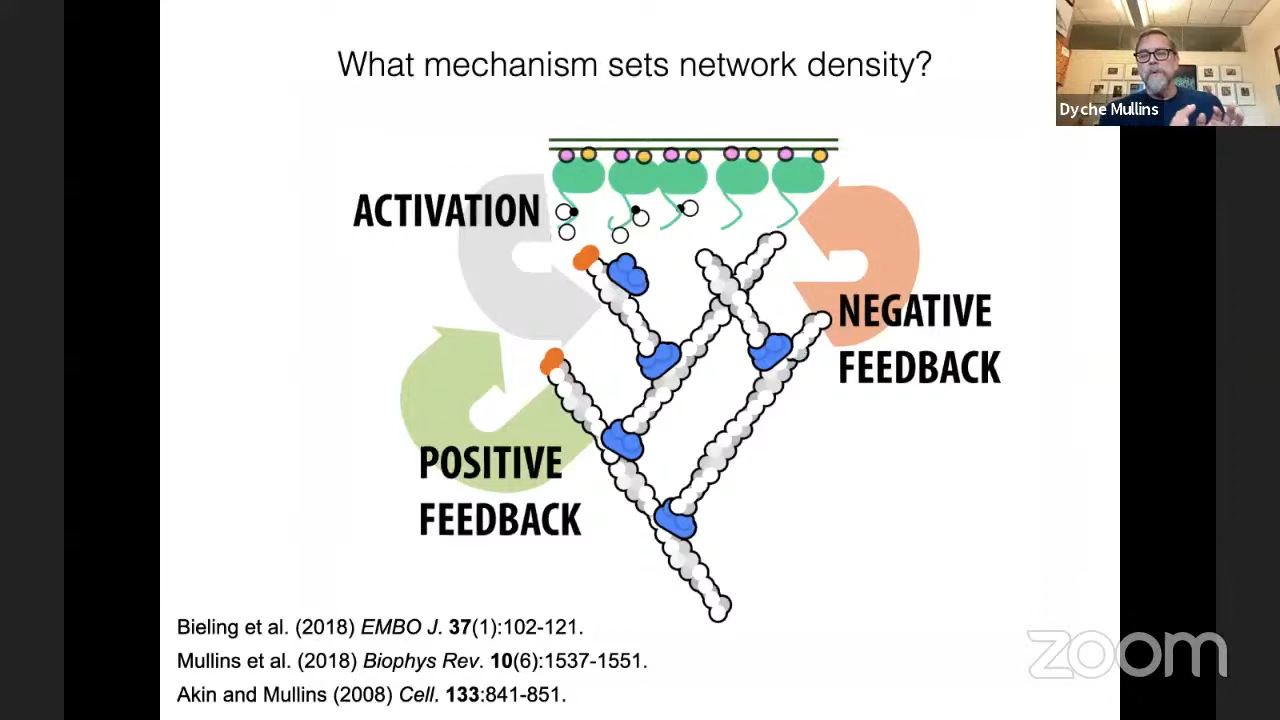 What mechanism sets network density?
Dyche Mullins
ACTIVATION
NEGATIVE
FEEDBACK
POSITIVE
FEEDBACK
Bieling et al. (2018) EMBO J. 37(1):102-121.
Mullins et al. (2018) Biophys Rev. 10(6):1537-1551.
Akin and Mullins (2008) Cell. 133:841-851.
zoom